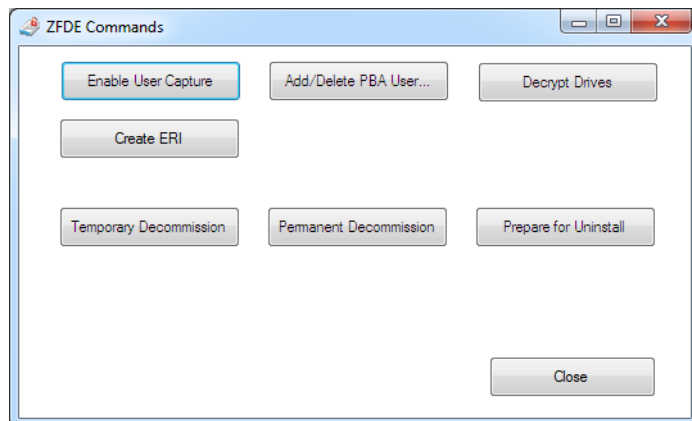 ZFDE Commands
Enable User Capture
Add/Delete PBA User...
Decrypt Drives
Create ERI
Temporary Decommission
Permanent Decommission
Prepare for Uninstall
Close